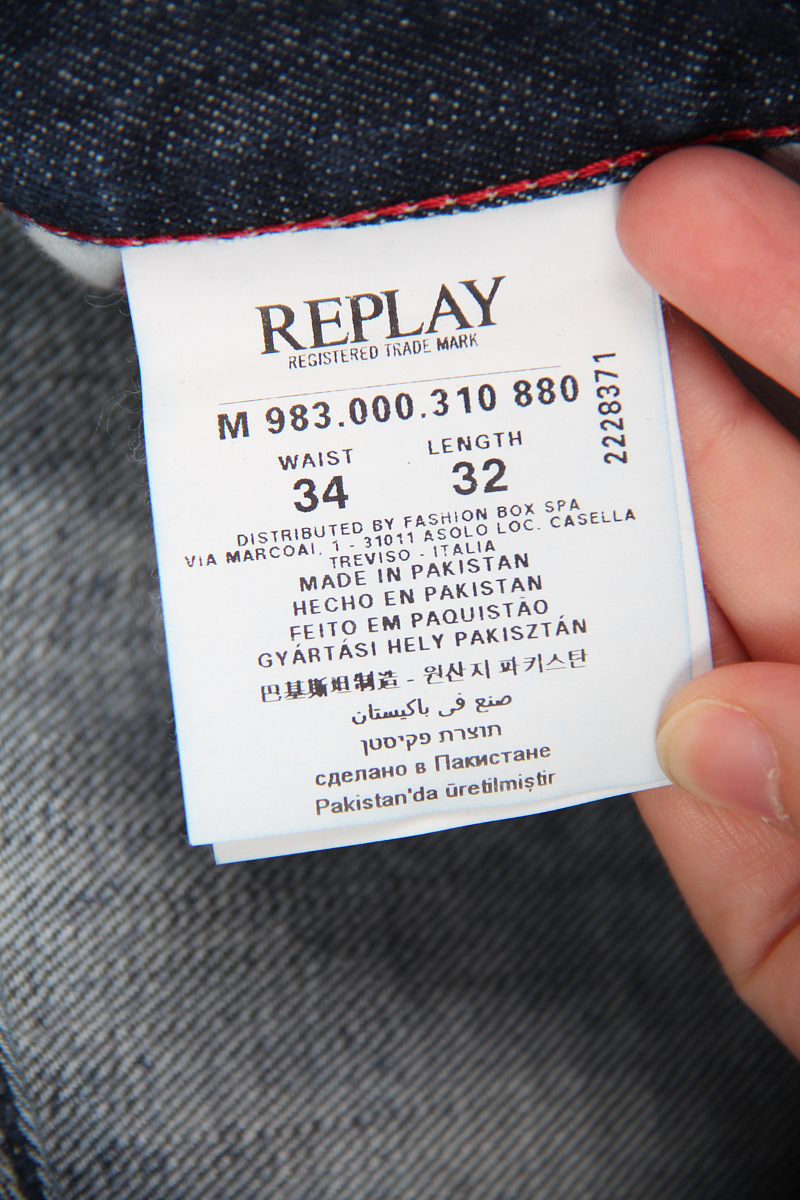 REPLAY
REGISTERED TRADE MARK
M 983.000.310 880
2228371
WAIST LENGTH
34 32
DISTRIBUTED BY FASHION BOX SPA
VIA MARCOAI, 1 - 31011 ASOLO LOC. CASELLA
TREVISO - ITALIA
MADE IN PAKISTAN
HECHO EN PAKISTAN
FEITO EM PAQUISTÃO
GYÁRTÁSI HELY PAKISZTÁN
巴基斯坦制造 - 원산지 파키스탄
صنع في باكيستان
תוצרת פקיסטן
сделано в Пакистане
Pakistan'da üretilmiştir